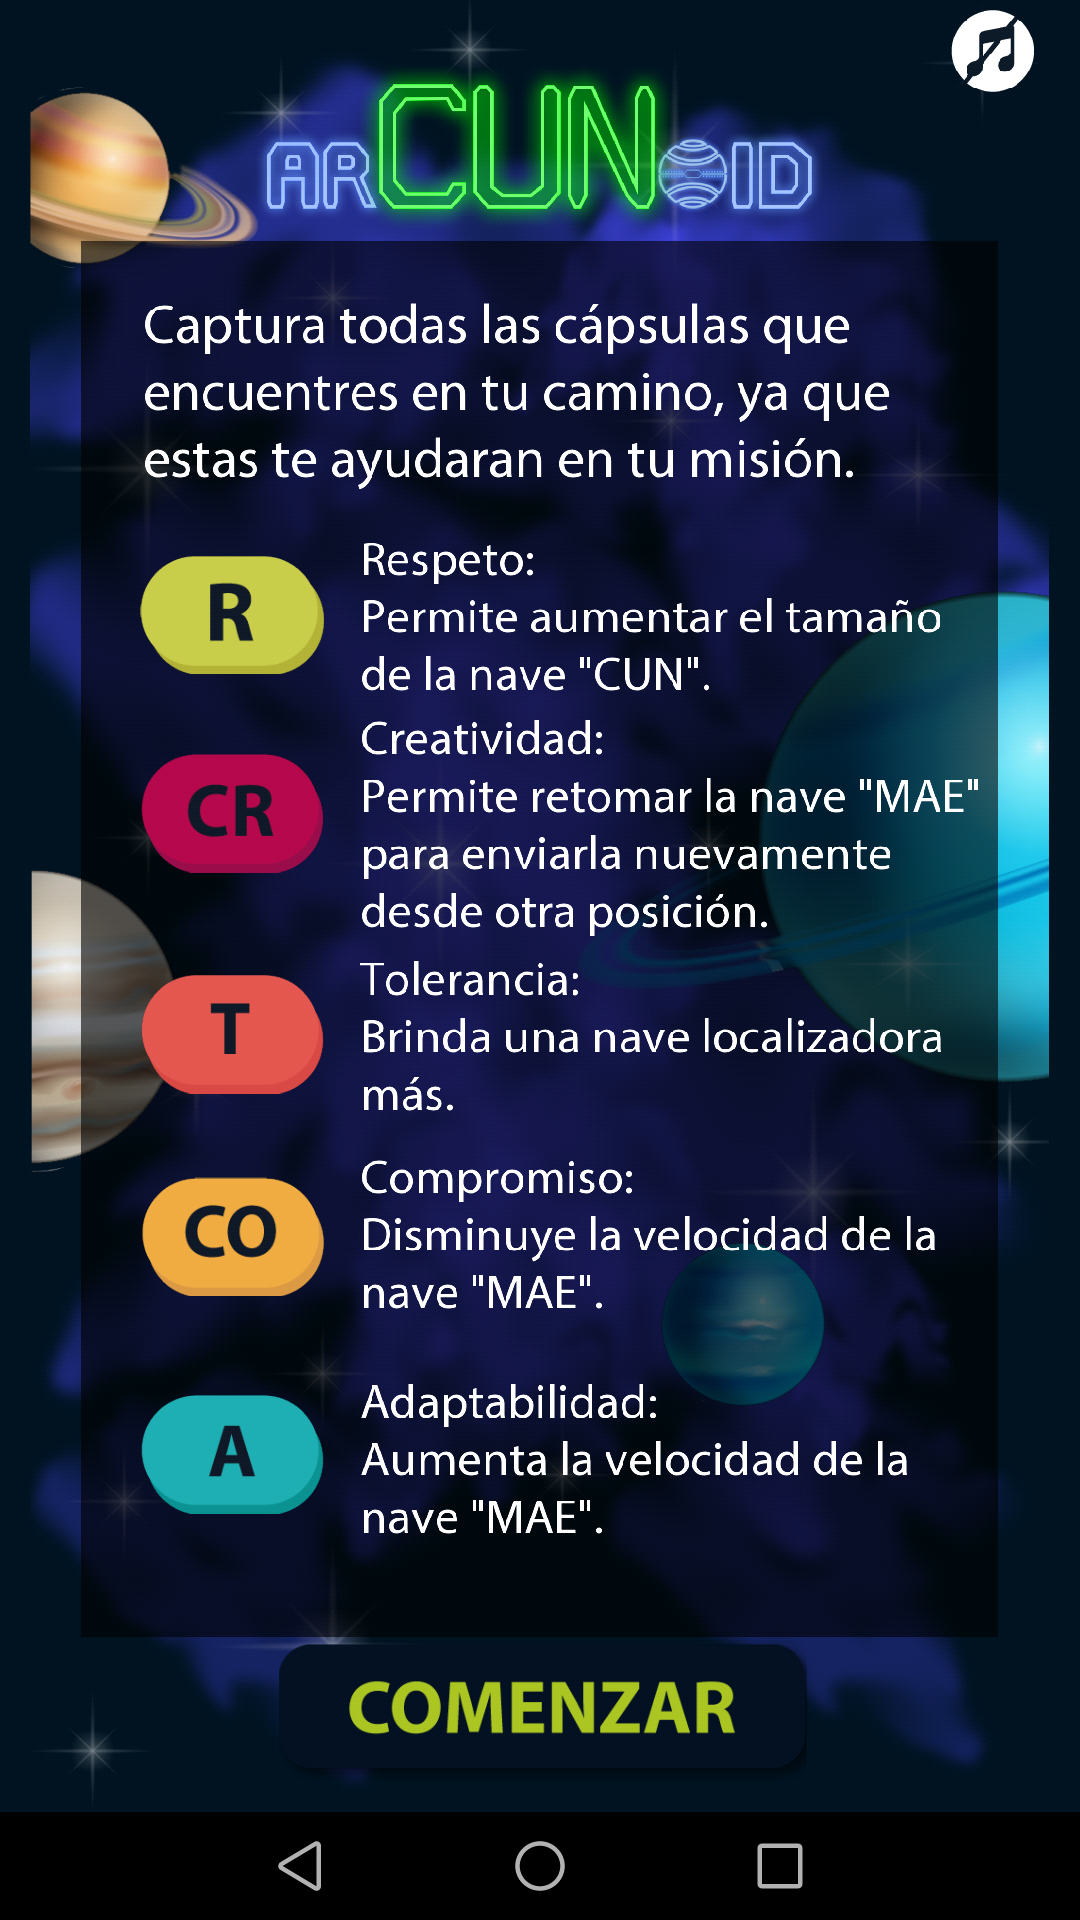 arCUNOID
Captura todas las cápsulas que
encuentres en tu camino, ya que
estas te ayudaran en tu misión.
R
Respeto:
Permite aumentar el tamaño
de la nave "CUN".
CR
Creatividad:
Permite retomar la nave "MAE"
para enviarla nuevamente
desde otra posición.
T
Tolerancia:
Brinda una nave localizadora
más.
CO
Compromiso:
Disminuye la velocidad de la
nave "MAE".
A
Adaptabilidad:
Aumenta la velocidad de la
nave "MAE".
COMENZAR